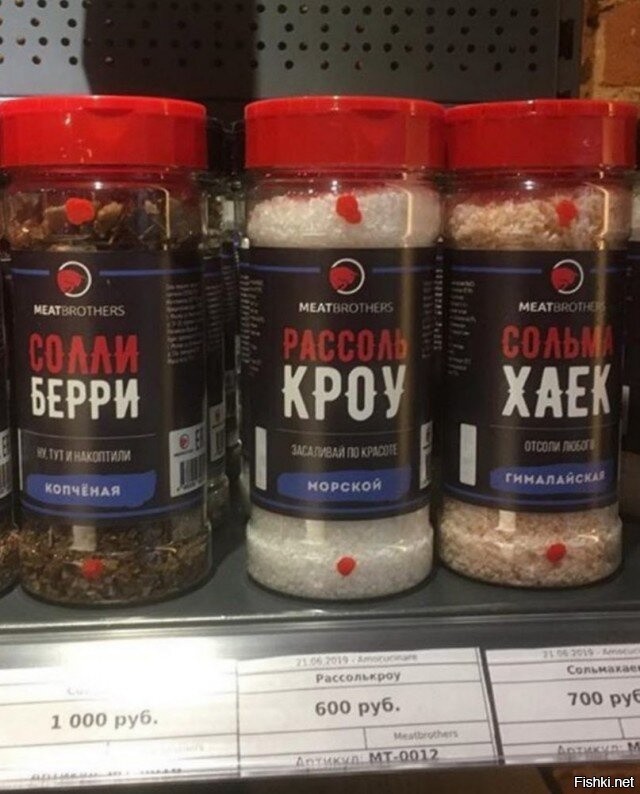 MEATBROTHERS
СОЛЛИ
БЕРРИ
НУ, ТУТ И НАКОПТИЛИ
КОПЧЁНАЯ
MEATBROTHERS
РАССОЛЬ
КРОУ
ЗАСАЛИВАЙ ПО КРАСОТЕ
МОРСКОЙ
MEATBROTHERS
СОЛЬМА
ХАЕК
ОТСОЛИ ЛЮБОГО
ГИМАЛАЙСКАЯ
1 000 руб.
21.06.2019 - Amocucinare
Рассолькроу
600 руб.
Meatbrothers
Артикул: MT-0012
21.06.2019
Сольмахаек
700 руб
Артикул:
Fishki.net